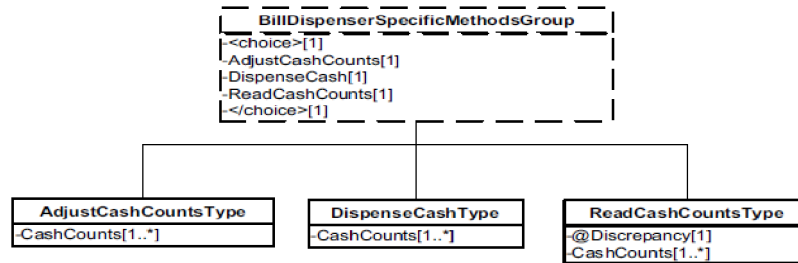 BillDispenserSpecificMethodsGroup
-<choice>[1]
-AdjustCashCounts[1]
-DispenseCash[1]
-ReadCashCounts[1]
-</choice>[1]
AdjustCashCountsType
-CashCounts[1..*]
DispenseCashType
-CashCounts[1..*]
ReadCashCountsType
-@Discrepancy[1]
-CashCounts[1..*]